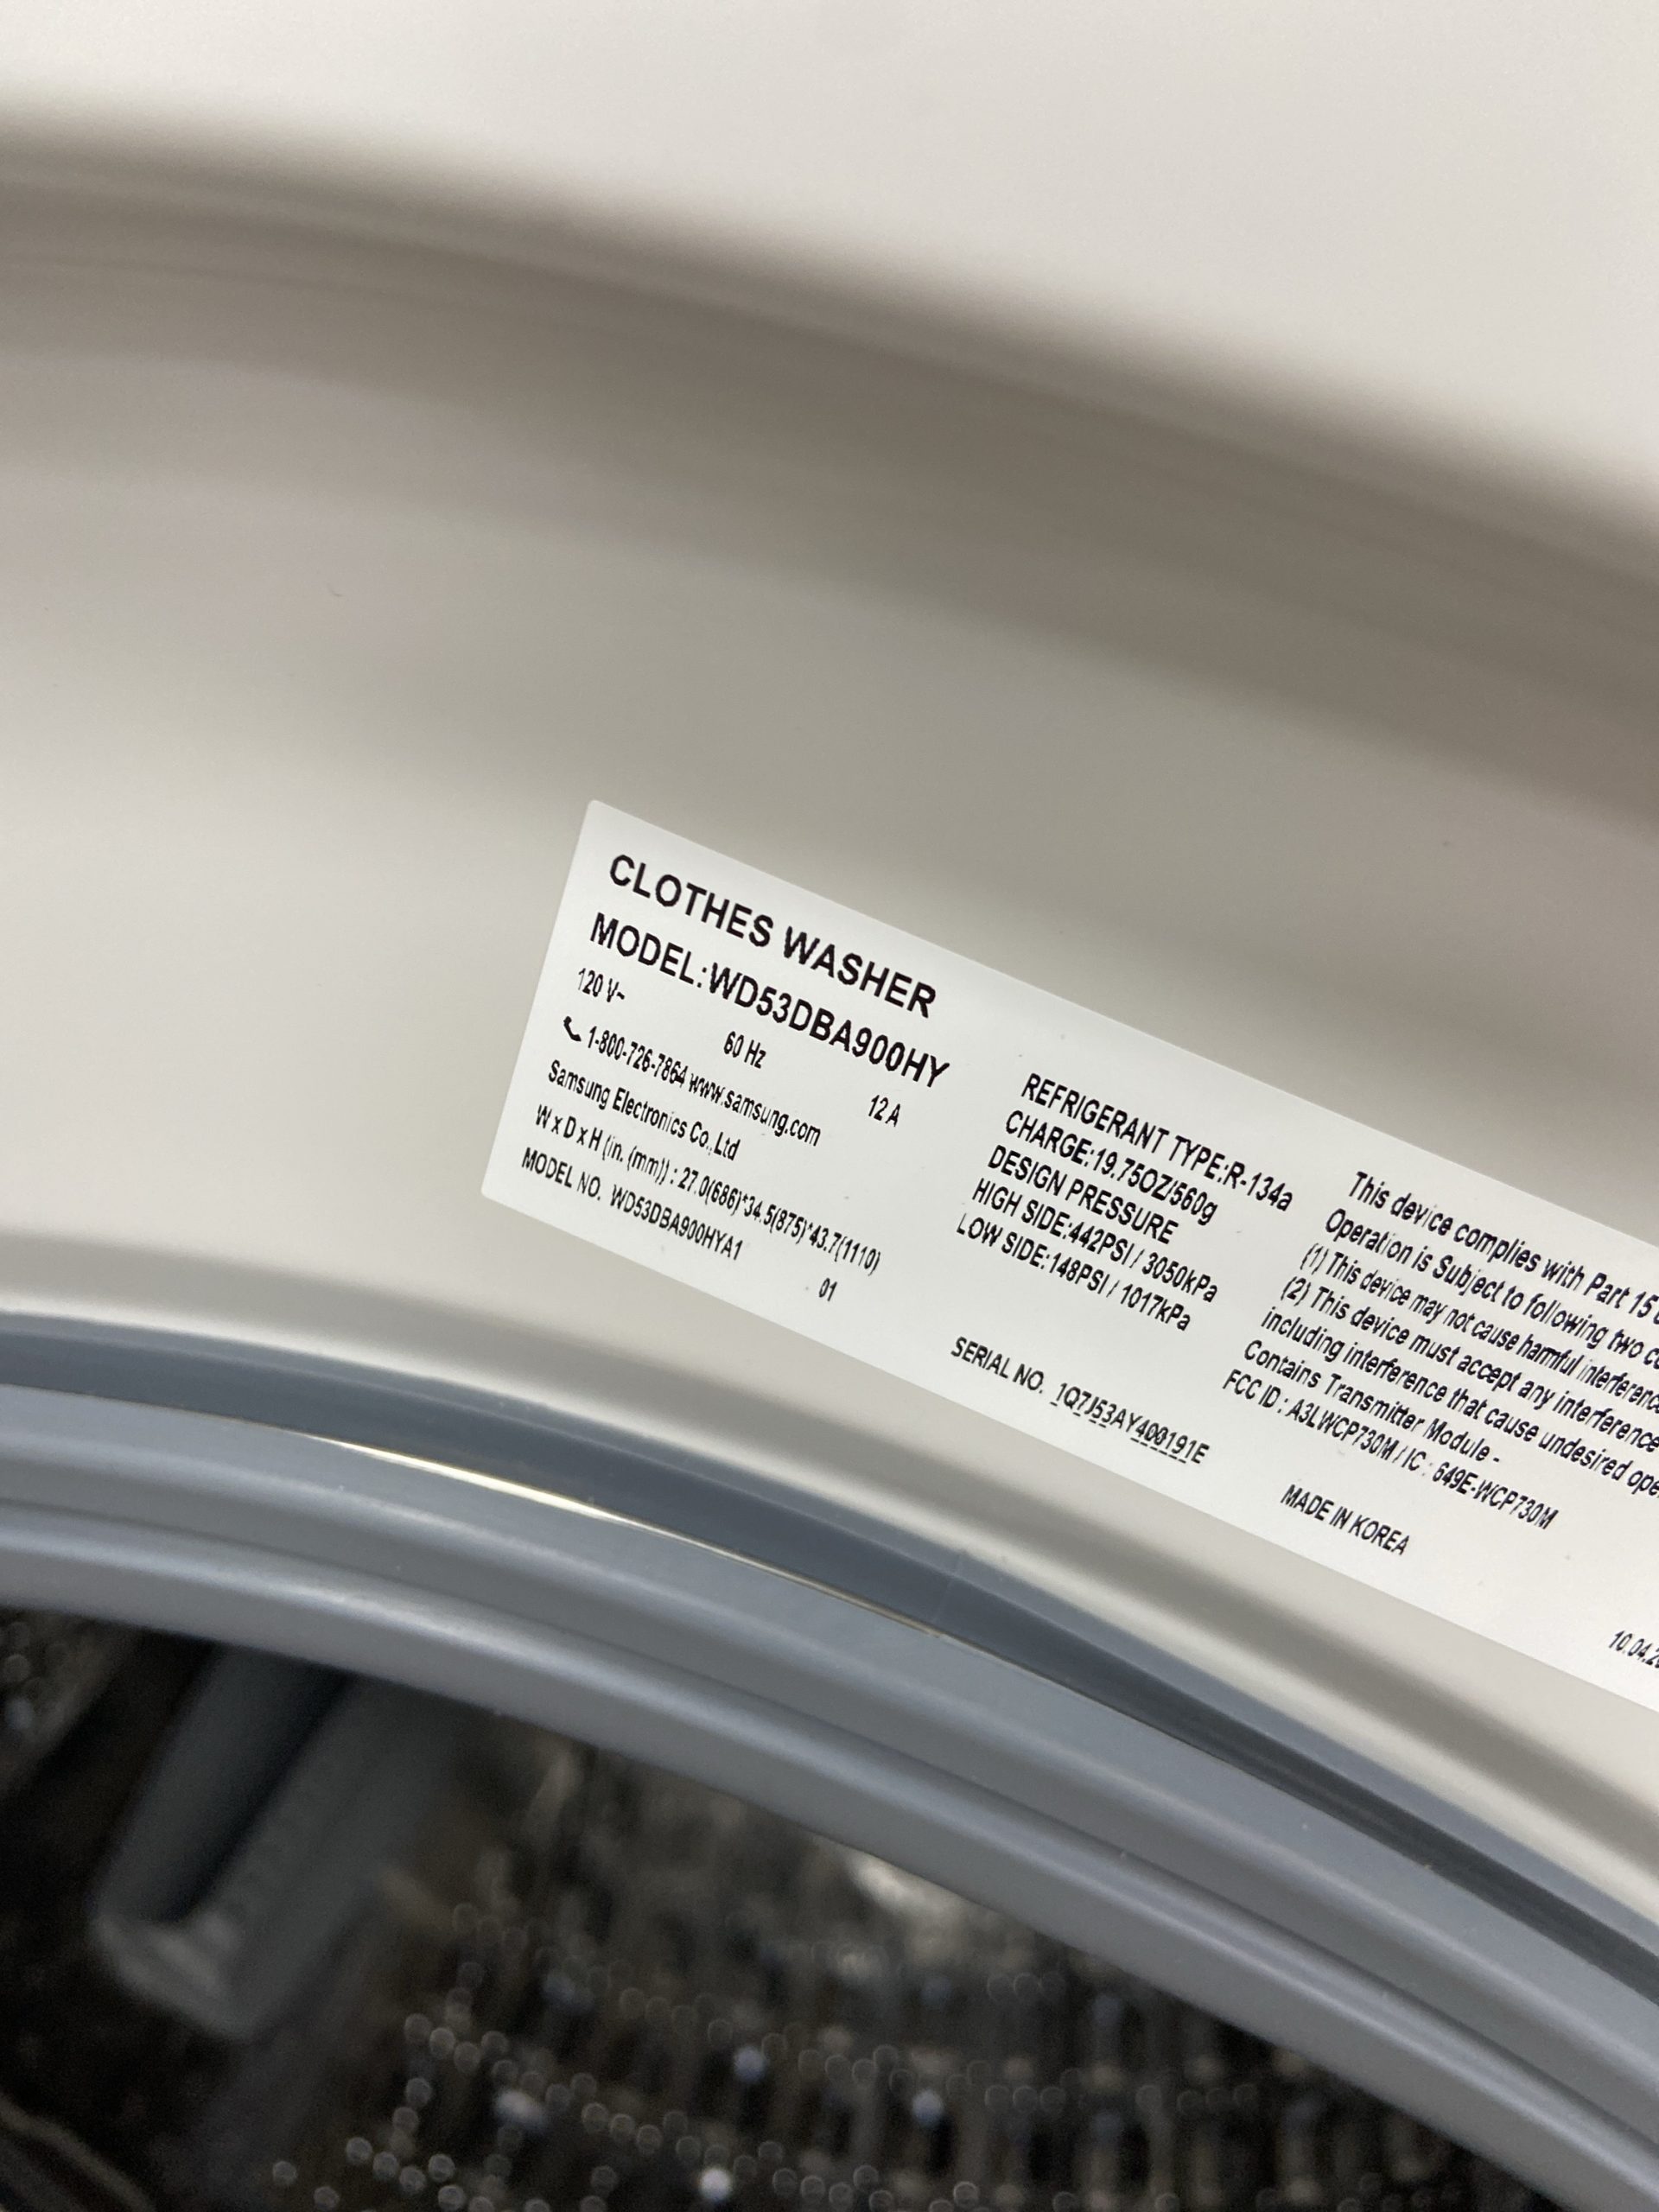 CLOTHES WASHER
MODEL:WD53DBA900HY
120 V~ 60 Hz 12 A
1-800-726-7864 www.samsung.com
Samsung Electronics Co.,Ltd
W x D x H (in. (mm)) : 27.0(686)*34.5(875)*43.7(1110)
MODEL NO. WD53DBA900HYA1 01
REFRIGERANT TYPE:R-134a
CHARGE:19.75OZ/560g
DESIGN PRESSURE
HIGH SIDE:442PSI / 3050kPa
LOW SIDE:148PSI / 1017kPa
SERIAL NO. 1Q7J53AY400191E
This device complies with Part 15
Operation is Subject to following two
(1) This device may not cause harmful interference
(2) This device must accept any interference
including interference that cause undesired
Contains Transmitter Module -
FCC ID : A3LWCP730M / IC : 649E-WCP730M
MADE IN KOREA
10.04.2